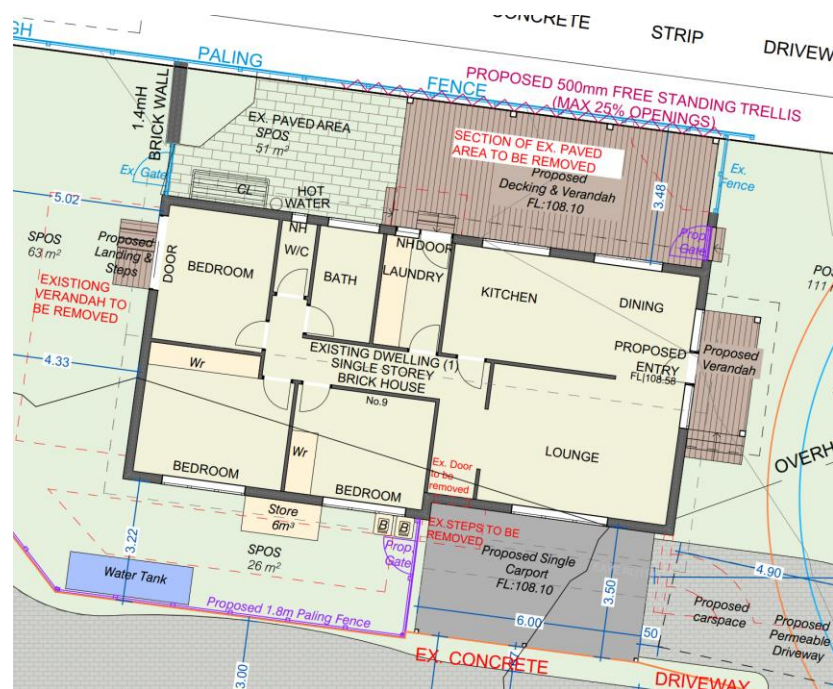 CONCRETE STRIP DRIVEW
GH PALING FENCE
PROPOSED 500mm FREE STANDING TRELLIS
(MAX 25% OPENINGS)
1.4mH
BRICK WALL
EX. PAVED AREA
SPOS
51 m²
SECTION OF EX. PAVED
AREA TO BE REMOVED
Proposed
Decking & Verandah
FL:108.10
3.48
Ex.
Fence
Ex. Gate
CL
HOT
WATER
Prop.
Gate
5.02
SPOS
63 m²
Proposed
Landing &
Steps
DOOR
EXISTIONG
VERANDAH TO
BE REMOVED
BEDROOM
NH
W/C
BATH
NH
DOOR
LAUNDRY
KITCHEN
DINING
POS
111
4.33
Wr
EXISTING DWELLING (1)
SINGLE STOREY
BRICK HOUSE
No.9
PROPOSED
ENTRY
FL|108.58
Proposed
Verandah
BEDROOM
Wr
BEDROOM
LOUNGE
OVERH
Ex. Door
to be
removed
Store
6m³
B
B
EX.STEPS TO BE
REMOVED
3.22
SPOS
26 m²
Prop.
Gate
Proposed Single
Carport
FL:108.10
3.50
4.90
Water Tank
Proposed 1.8m Paling Fence
6.00
50
Proposed
carspace
Proposed
Permeable
Driveway
3.00
EX. CONCRETE DRIVEWAY